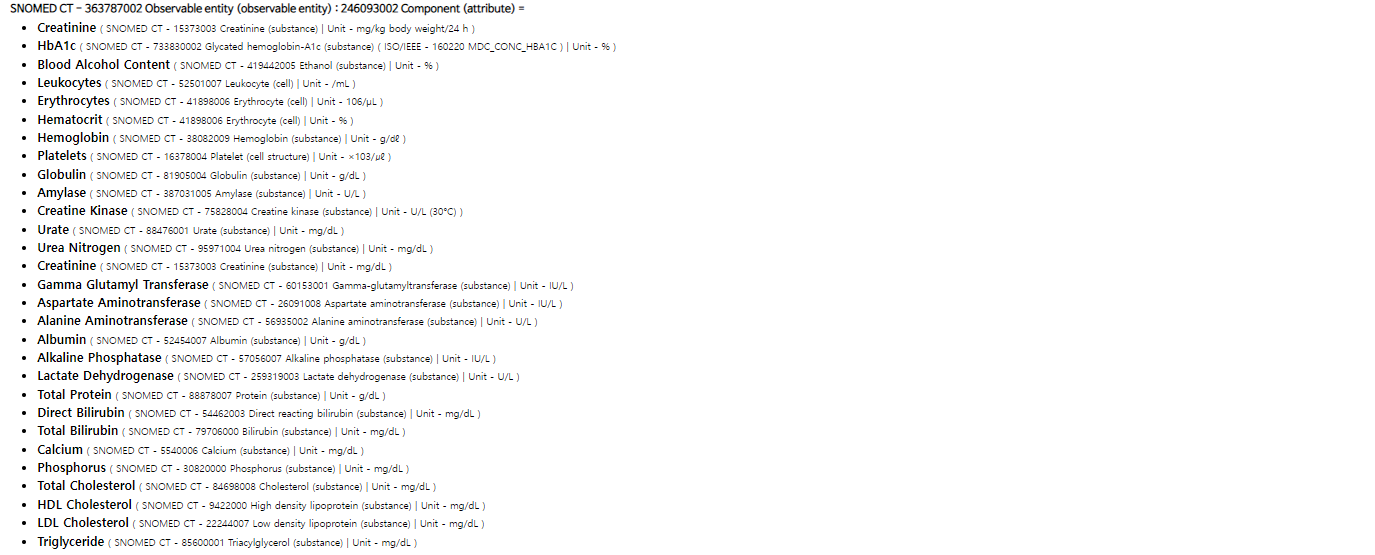 SNOMED CT - 363787002 Observable entity (observable entity) : 246093002 Component (attribute) =
• Creatinine ( SNOMED CT - 15373003 Creatinine (substance) | Unit - mg/kg body weight/24 h )
• HbA1c ( SNOMED CT - 733830002 Glycated hemoglobin-A1c (substance) ( ISO/IEEE - 160220 MDC_CONC_HBA1C ) | Unit - % )
• Blood Alcohol Content ( SNOMED CT - 419442005 Ethanol (substance) | Unit - % )
• Leukocytes ( SNOMED CT - 52501007 Leukocyte (cell) | Unit - /mL )
• Erythrocytes ( SNOMED CT - 41898006 Erythrocyte (cell) | Unit - 106/μL )
• Hematocrit ( SNOMED CT - 41898006 Erythrocyte (cell) | Unit - % )
• Hemoglobin ( SNOMED CT - 38082009 Hemoglobin (substance) | Unit - g/dℓ )
• Platelets ( SNOMED CT - 16378004 Platelet (cell structure) | Unit - ×103/μℓ )
• Globulin ( SNOMED CT - 81905004 Globulin (substance) | Unit - g/dL )
• Amylase ( SNOMED CT - 387031005 Amylase (substance) | Unit - U/L )
• Creatine Kinase ( SNOMED CT - 75828004 Creatine kinase (substance) | Unit - U/L (30°C) )
• Urate ( SNOMED CT - 88476001 Urate (substance) | Unit - mg/dL )
• Urea Nitrogen ( SNOMED CT - 95971004 Urea nitrogen (substance) | Unit - mg/dL )
• Creatinine ( SNOMED CT - 15373003 Creatinine (substance) | Unit - mg/dL )
• Gamma Glutamyl Transferase ( SNOMED CT - 60153001 Gamma-glutamyltransferase (substance) | Unit - IU/L )
• Aspartate Aminotransferase ( SNOMED CT - 26091008 Aspartate aminotransferase (substance) | Unit - IU/L )
• Alanine Aminotransferase ( SNOMED CT - 56935002 Alanine aminotransferase (substance) | Unit - U/L )
• Albumin ( SNOMED CT - 52454007 Albumin (substance) | Unit - g/dL )
• Alkaline Phosphatase ( SNOMED CT - 57056007 Alkaline phosphatase (substance) | Unit - IU/L )
• Lactate Dehydrogenase ( SNOMED CT - 259319003 Lactate dehydrogenase (substance) | Unit - U/L )
• Total Protein ( SNOMED CT - 88878007 Protein (substance) | Unit - g/dL )
• Direct Bilirubin ( SNOMED CT - 54462003 Direct reacting bilirubin (substance) | Unit - mg/dL )
• Total Bilirubin ( SNOMED CT - 79706000 Bilirubin (substance) | Unit - mg/dL )
• Calcium ( SNOMED CT - 5540006 Calcium (substance) | Unit - mg/dL )
• Phosphorus ( SNOMED CT - 30820000 Phosphorus (substance) | Unit - mg/dL )
• Total Cholesterol ( SNOMED CT - 84698008 Cholesterol (substance) | Unit - mg/dL )
• HDL Cholesterol ( SNOMED CT - 9422000 High density lipoprotein (substance) | Unit - mg/dL )
• LDL Cholesterol ( SNOMED CT - 22244007 Low density lipoprotein (substance) | Unit - mg/dL )
• Triglyceride ( SNOMED CT - 85600001 Triacylglycerol (substance) | Unit - mg/dL )